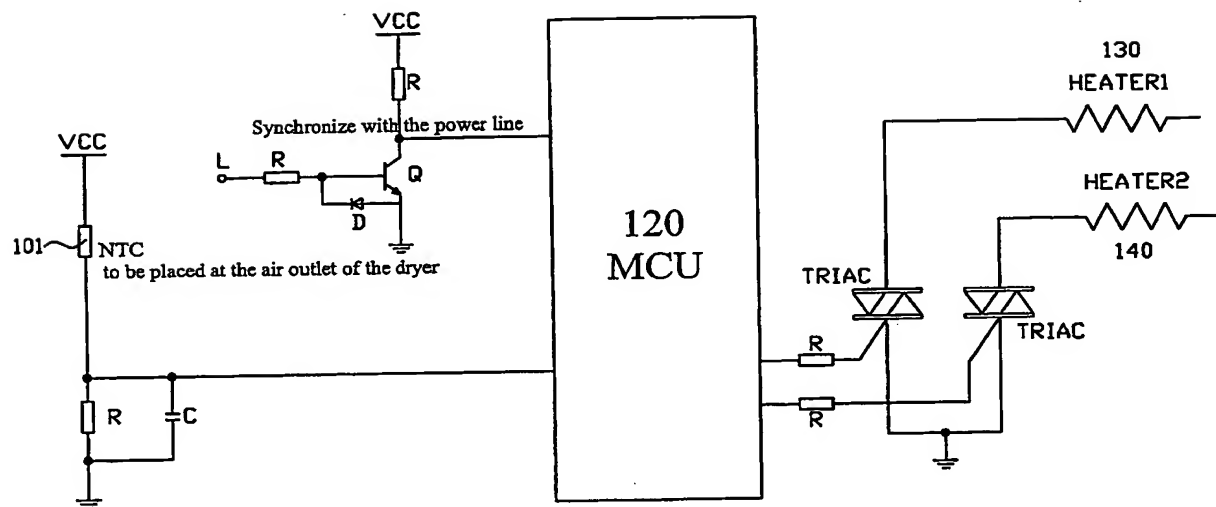 VCC
R
Synchronize with the power line
L
R
Q
D
VCC
101
NTC
to be placed at the air outlet of the dryer
R
C
120
MCU
130
HEATER1
HEATER2
140
TRIAC
TRIAC
R
R